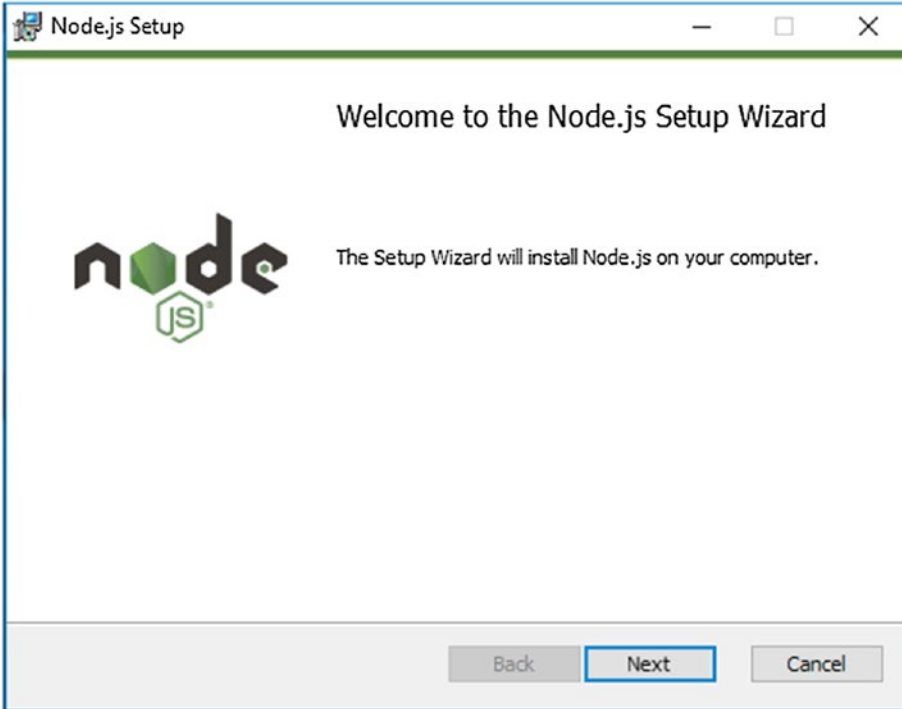 Node.js Setup
Welcome to the Node.js Setup Wizard
node
JS
The Setup Wizard will install Node.js on your computer.
Back Next Cancel